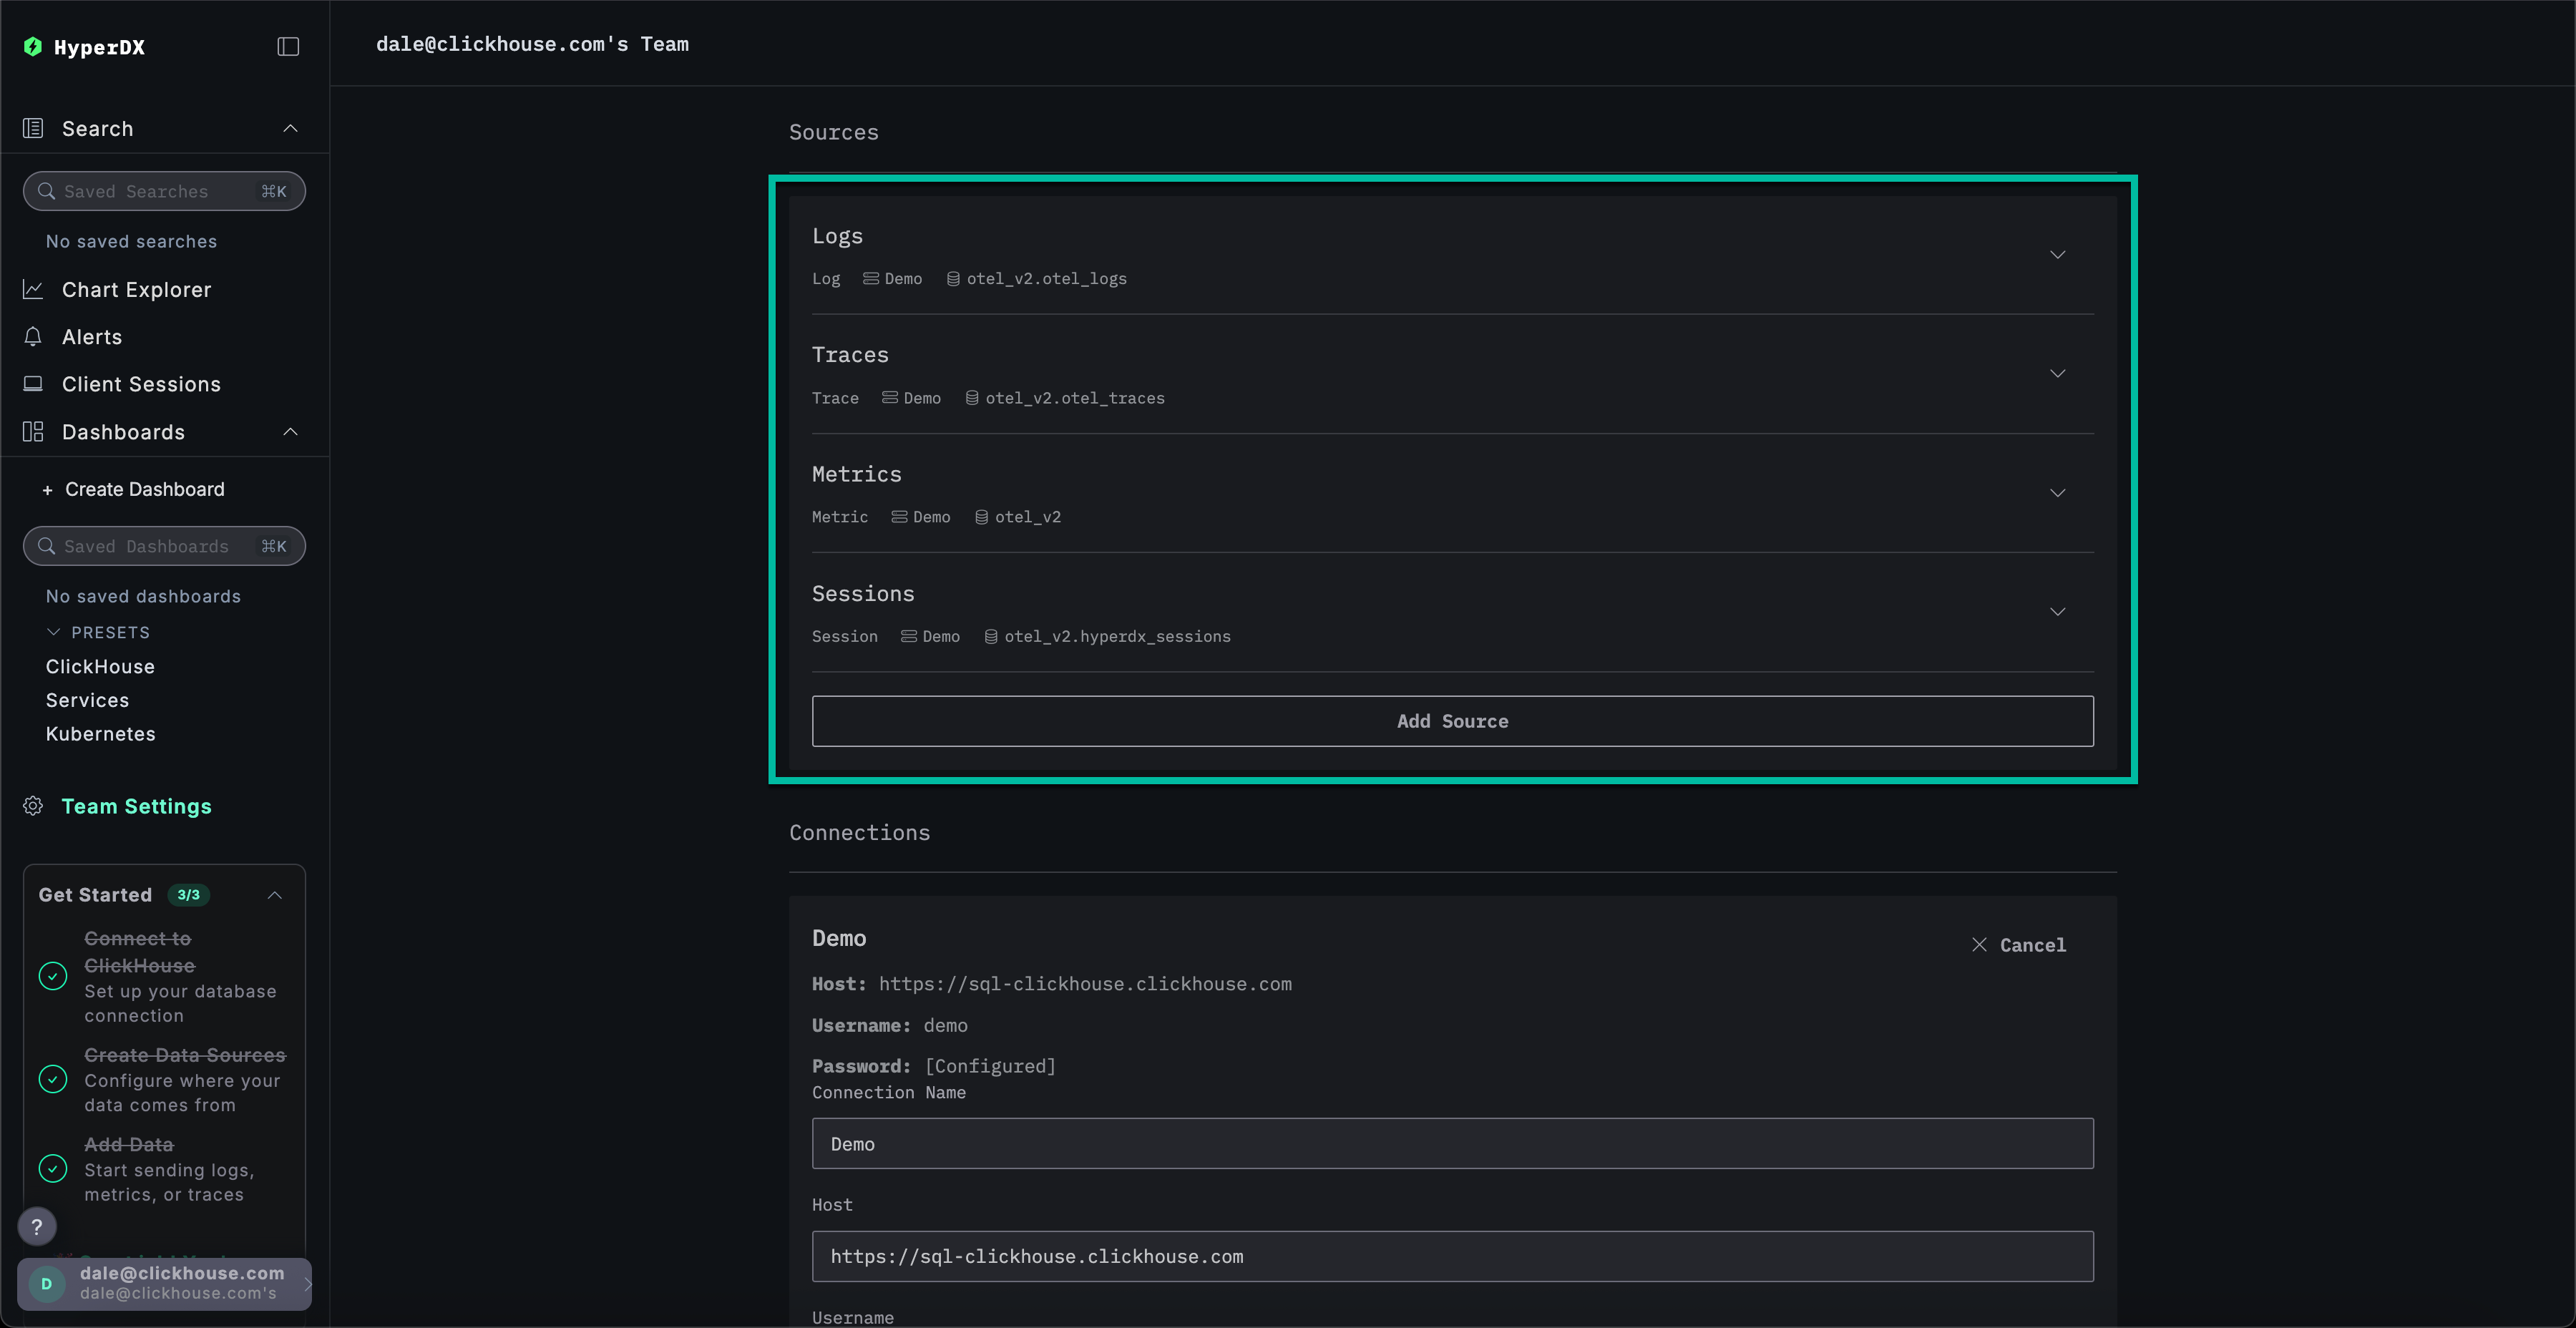 HyperDX
Search
Saved Searches ⌘K
No saved searches
Chart Explorer
Alerts
Client Sessions
Dashboards
+ Create Dashboard
Saved Dashboards ⌘K
No saved dashboards
PRESETS
ClickHouse
Services
Kubernetes
Team Settings
Get Started 3/3
Connect to
ClickHouse
Set up your database
connection
Create Data Sources
Configure where your
data comes from
Add Data
Start sending logs,
metrics, or traces
?
D
dale@clickhouse.com
dale@clickhouse.com's
dale@clickhouse.com's Team
Sources
Logs
Log Demo otel_v2.otel_logs
Traces
Trace Demo otel_v2.otel_traces
Metrics
Metric Demo otel_v2
Sessions
Session Demo otel_v2.hyperdx_sessions
Add Source
Connections
Demo
Cancel
Host: https://sql-clickhouse.clickhouse.com
Username: demo
Password: [Configured]
Connection Name
Demo
Host
https://sql-clickhouse.clickhouse.com
Username